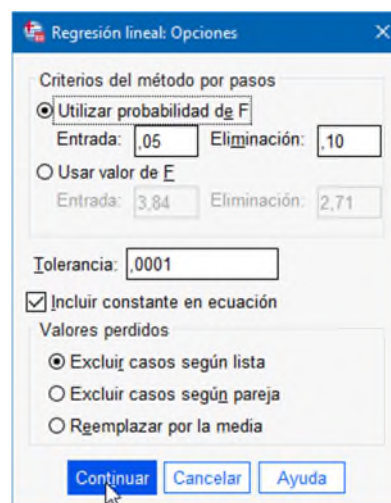 Regresión lineal: Opciones
Criterios del método por pasos
Utilizar probabilidad de F
Entrada: ,05 Eliminación: ,10
Usar valor de F
Entrada: 3,84 Eliminación: 2,71
Tolerancia: ,0001
Incluir constante en ecuación
Valores perdidos
Excluir casos según lista
Excluir casos según pareja
Reemplazar por la media
Continuar Cancelar Ayuda